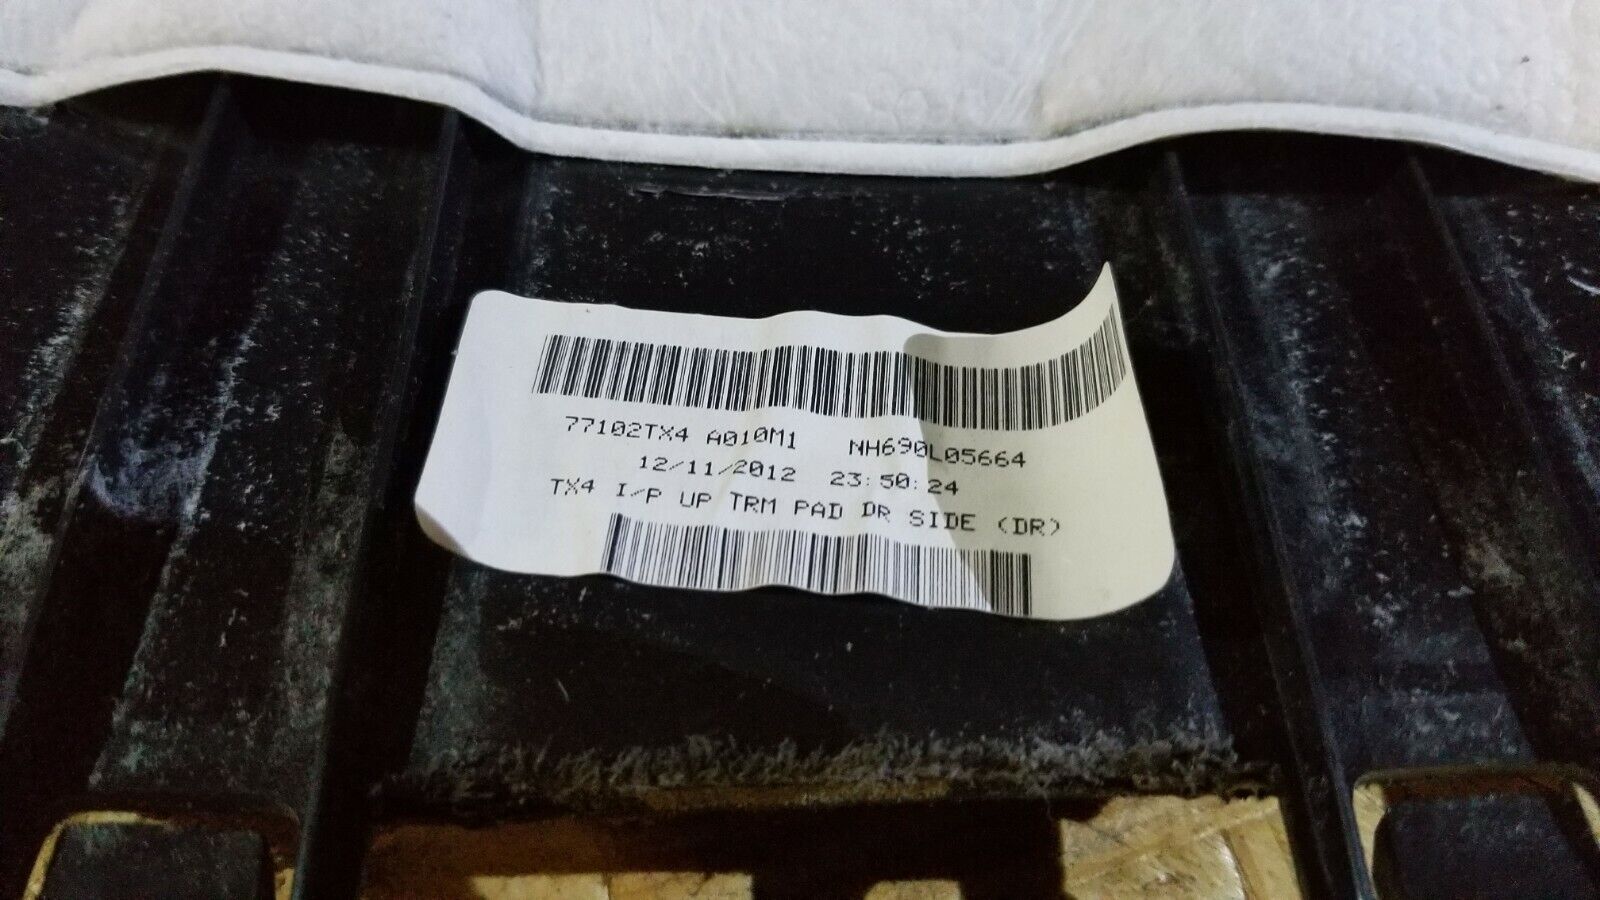 77102TX4 A010M1 NH690L05664
12/11/2012 23:50:24
TX4 I/P UP TRM PAD DR SIDE (DR)